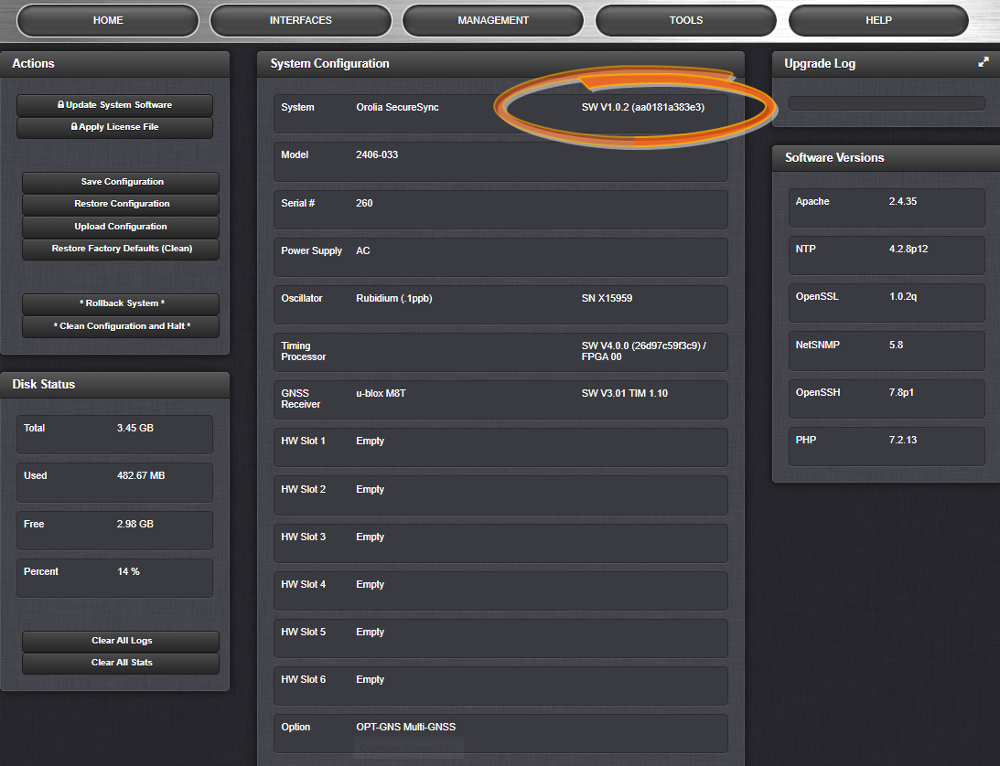 HOME INTERFACES MANAGEMENT TOOLS HELP
Actions
Update System Software
Apply License File
Save Configuration
Restore Configuration
Upload Configuration
Restore Factory Defaults (Clean)
* Rollback System *
* Clean Configuration and Halt *
Disk Status
Total 3.45 GB
Used 482.67 MB
Free 2.98 GB
Percent 14 %
Clear All Logs
Clear All Stats
System Configuration
System Orolia SecureSync SW V1.0.2 (aa0181a383e3)
Model 2406-033
Serial # 260
Power Supply AC
Oscillator Rubidium (.1ppb) SN X15959
Timing SW V4.0.0 (26d97c59f3c9) /
Processor FPGA 00
GNSS u-blox M8T SW V3.01 TIM 1.10
Receiver
HW Slot 1 Empty
HW Slot 2 Empty
HW Slot 3 Empty
HW Slot 4 Empty
HW Slot 5 Empty
HW Slot 6 Empty
Option OPT-GNS Multi-GNSS
Upgrade Log
Software Versions
Apache 2.4.35
NTP 4.2.8p12
OpenSSL 1.0.2q
NetSNMP 5.8
OpenSSH 7.8p1
PHP 7.2.13